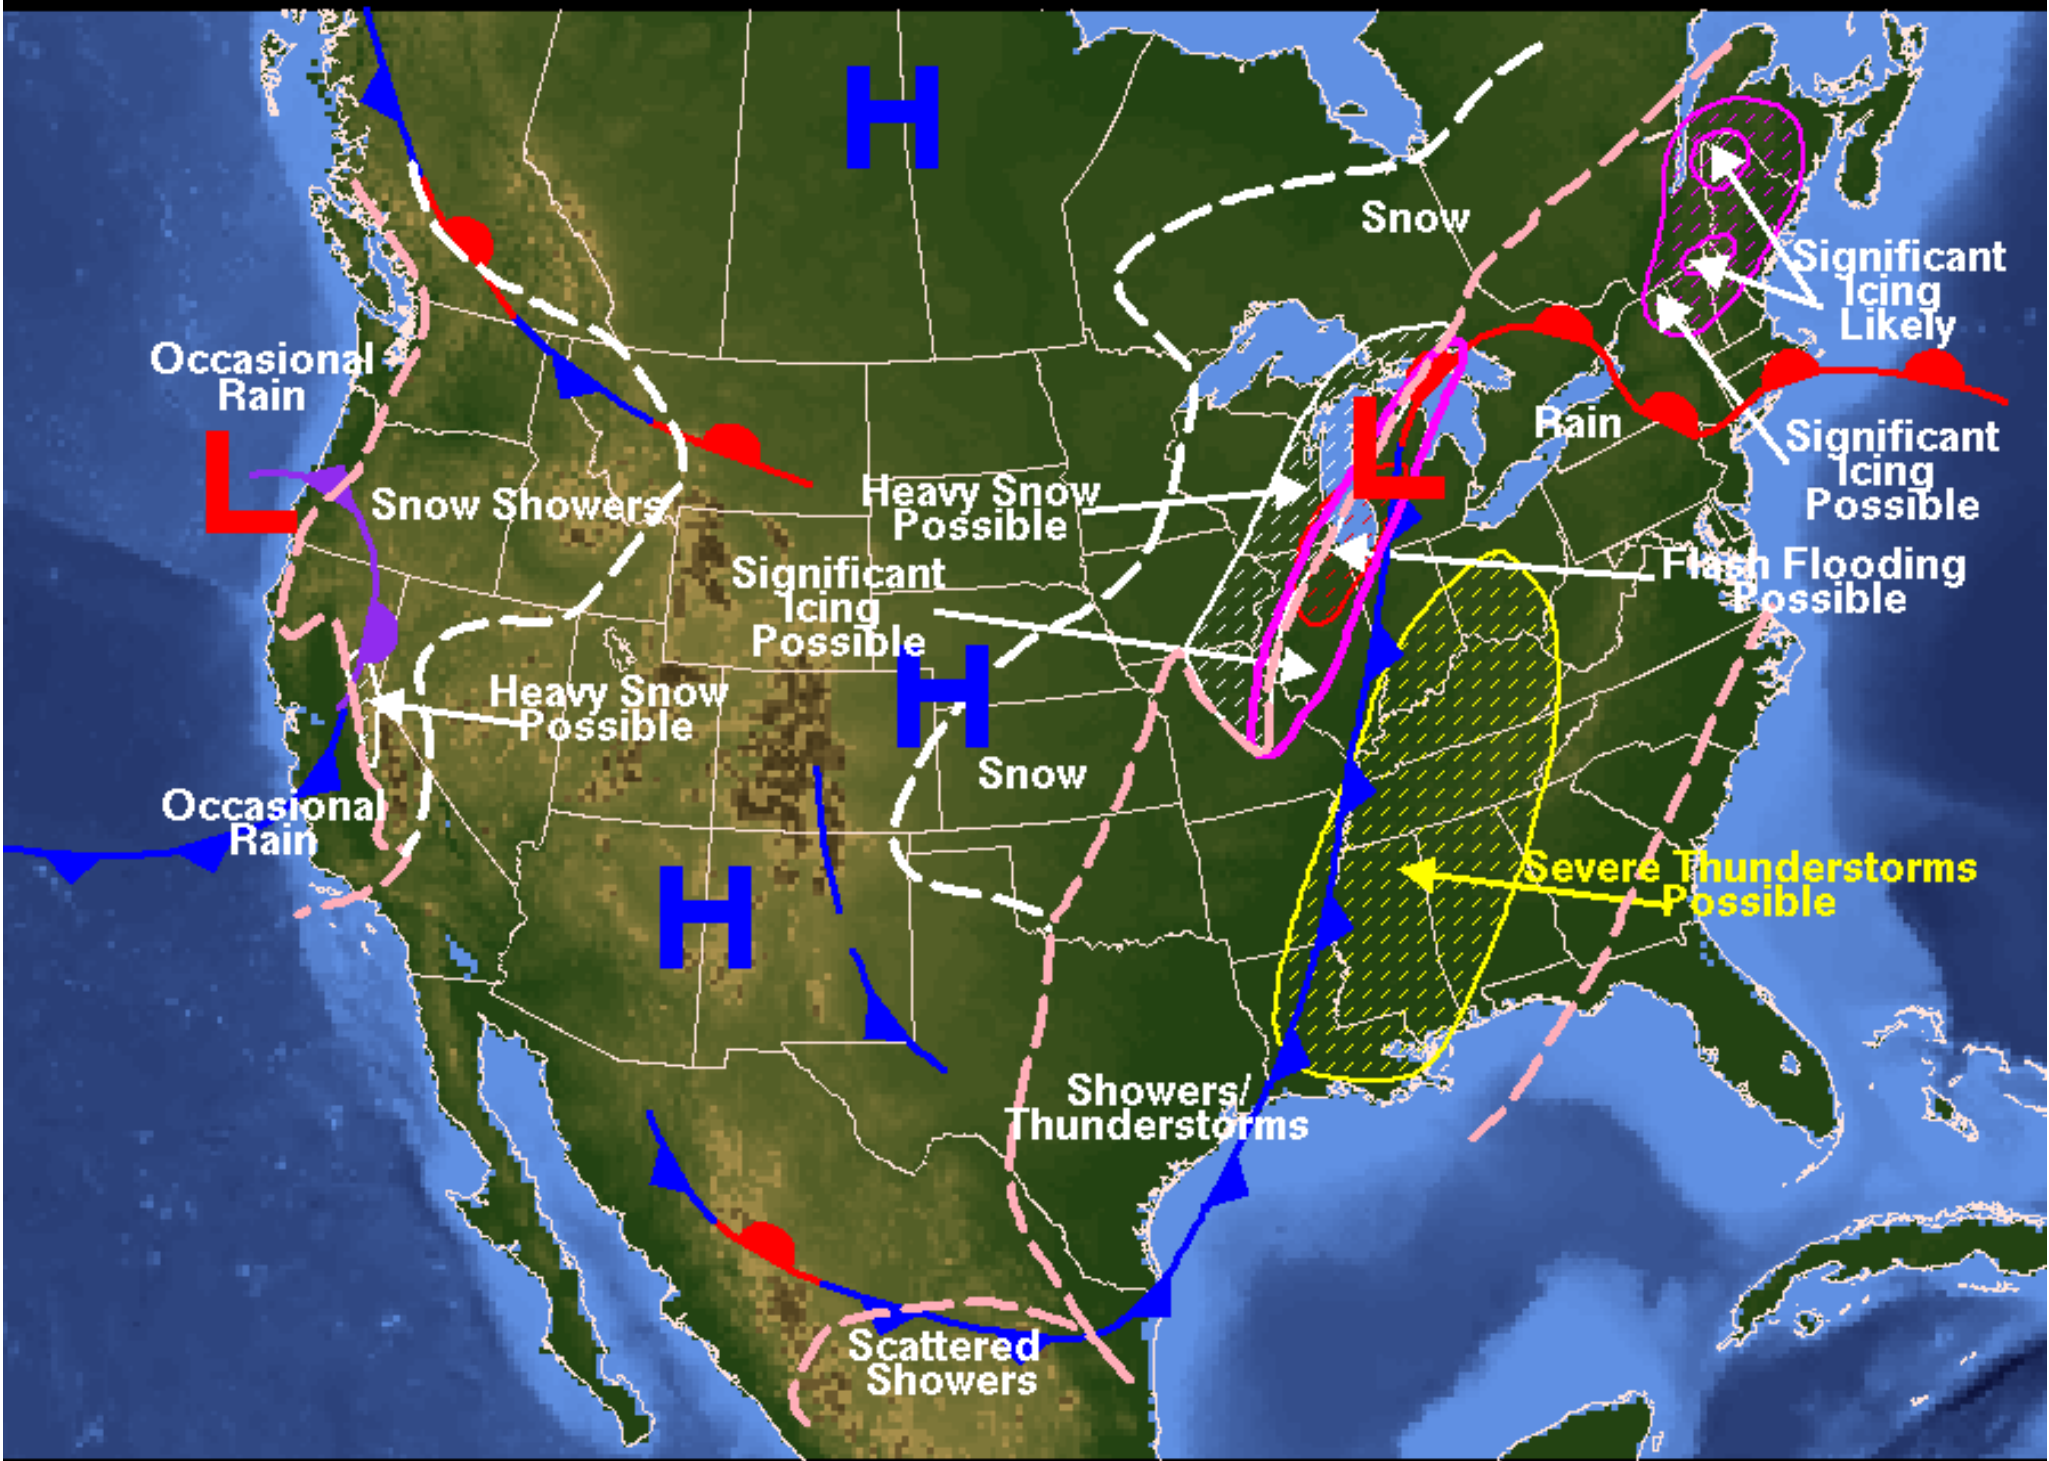 H
Snow
Significant
Icing
Likely
Occasional
Rain
L
Rain
L
Significant
Icing
Possible
Snow Showers
Heavy Snow
Possible
Flash Flooding
Possible
Significant
Icing
Possible
H
Heavy Snow
Possible
Snow
Occasional
Rain
H
Severe Thunderstorms
Possible
Showers/
Thunderstorms
Scattered
Showers